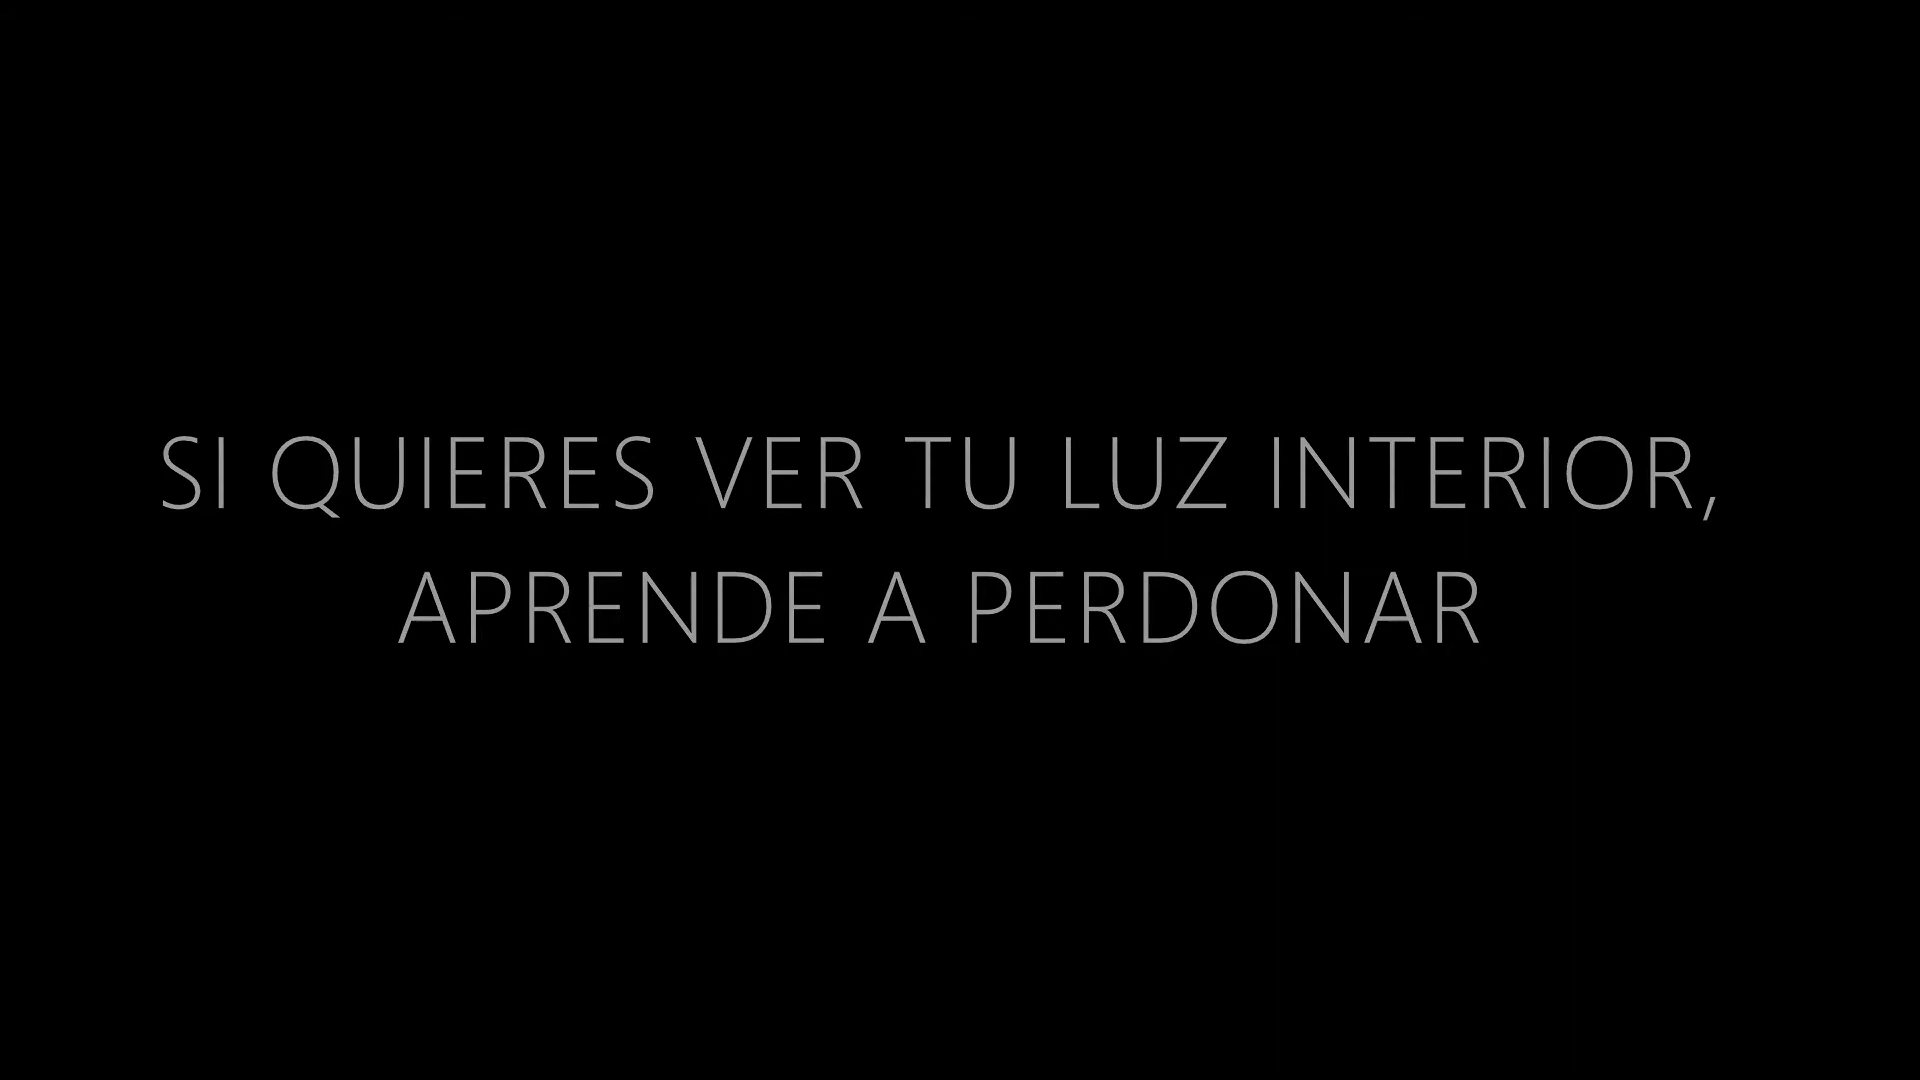 SI QUIERES VER TU LUZ INTERIOR,
APRENDE A PERDONAR